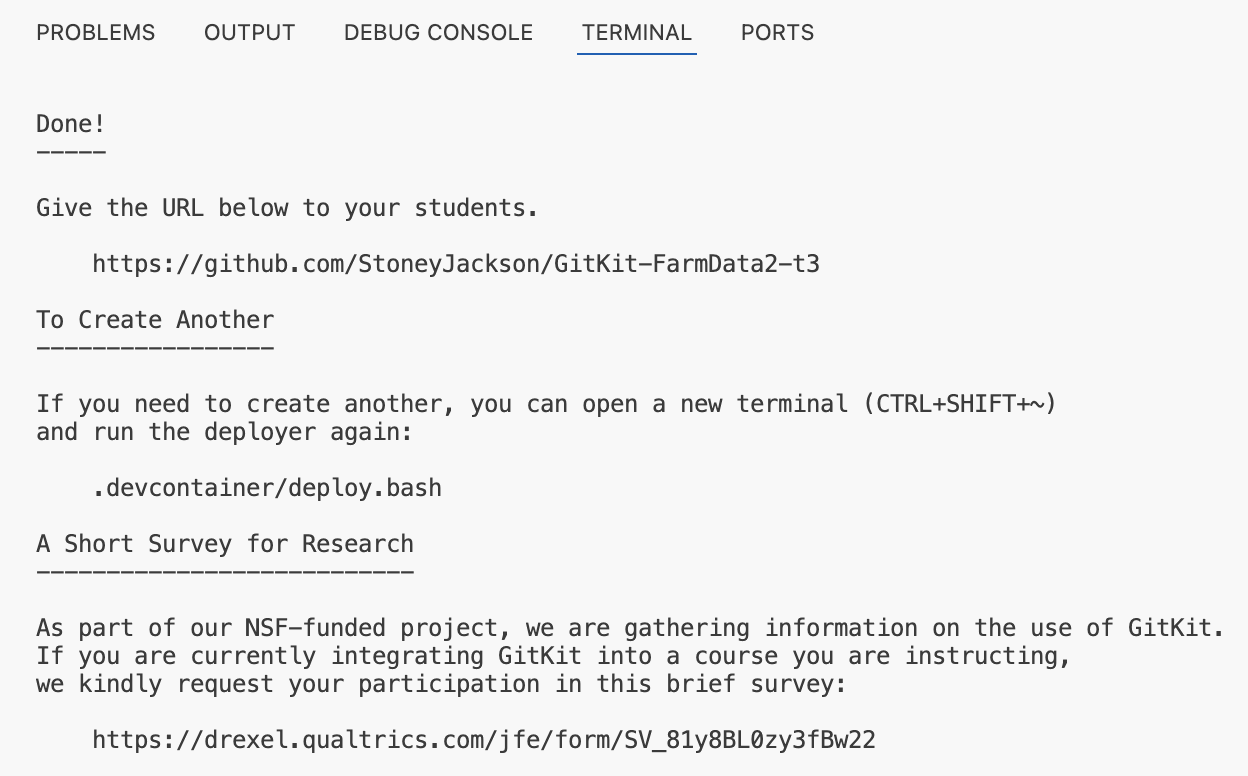 PROBLEMS OUTPUT DEBUG CONSOLE TERMINAL PORTS
Done!
-----
Give the URL below to your students.
https://github.com/StoneyJackson/GitKit-FarmData2-t3
To Create Another
-----------------
If you need to create another, you can open a new terminal (CTRL+SHIFT+~)
and run the deployer again:
.devcontainer/deploy.bash
A Short Survey for Research
---------------------------
As part of our NSF-funded project, we are gathering information on the use of GitKit.
If you are currently integrating GitKit into a course you are instructing,
we kindly request your participation in this brief survey:
https://drexel.qualtrics.com/jfe/form/SV_81y8BL0zy3fBw22